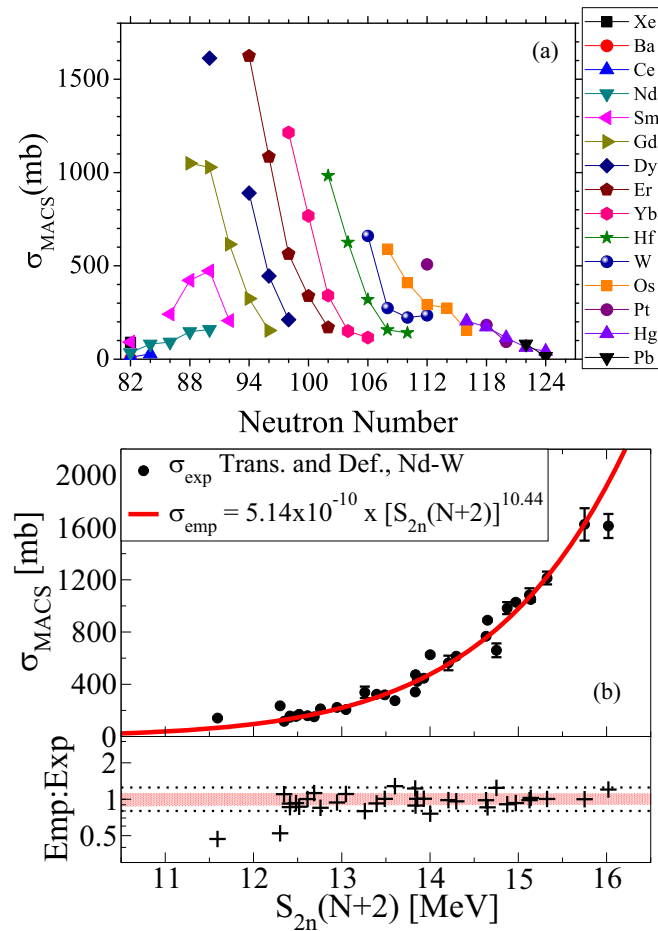 (a)
Xe
Ba
Ce
Nd
Sm
Gd
Dy
Er
Yb
Hf
W
Os
Pt
Hg
Pb
σMACS(mb)
1500
1000
500
0
82 88 94 100 106 112 118 124
Neutron Number
σexp Trans. and Def., Nd-W
σemp = 5.14x10^-10 x [S2n(N+2)]^10.44
σMACS [mb]
2000
1600
1200
800
400
0
(b)
Emp:Exp
2
1
0.5
11 12 13 14 15 16
S2n(N+2) [MeV]